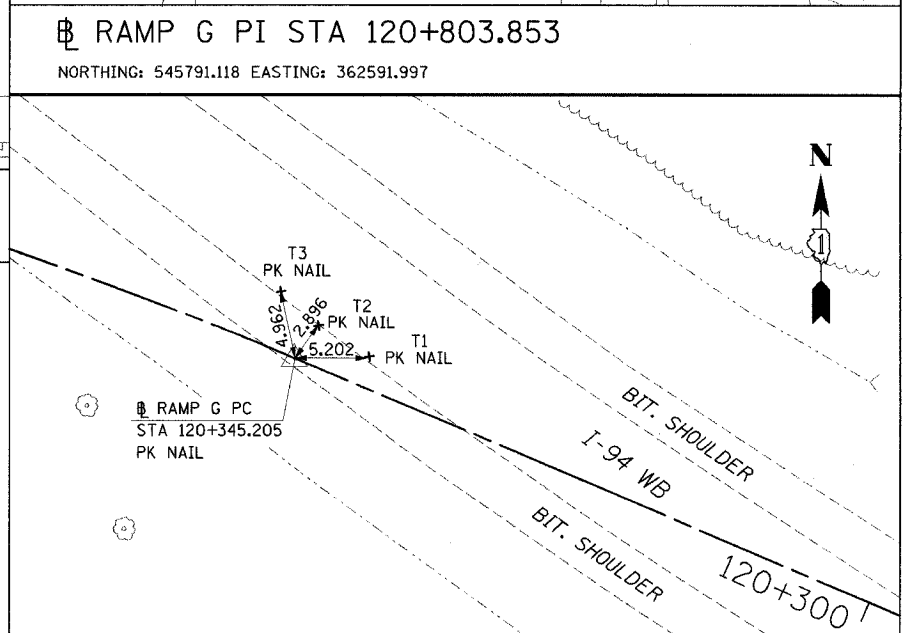 ℄ RAMP G PI STA 120+803.853
NORTHING: 545791.118 EASTING: 362591.997
N
1
T3
PK NAIL
T2
PK NAIL
T1
PK NAIL
4.962
2.896
5.202
RAMP G PC
STA 120+345.205
PK NAIL
BIT. SHOULDER
I-94 WB
BIT. SHOULDER
120+300